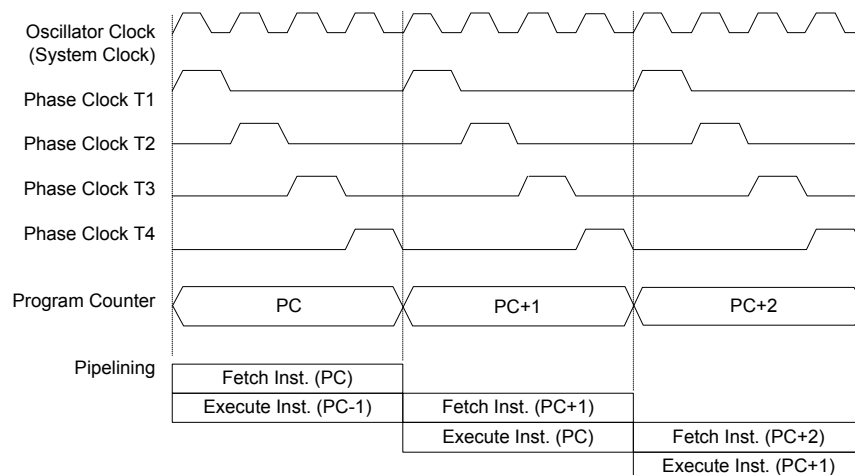 Oscillator Clock
(System Clock)
Phase Clock T1
Phase Clock T2
Phase Clock T3
Phase Clock T4
Program Counter
PC
PC+1
PC+2
Pipelining
Fetch Inst. (PC)
Execute Inst. (PC-1)
Fetch Inst. (PC+1)
Execute Inst. (PC)
Fetch Inst. (PC+2)
Execute Inst. (PC+1)